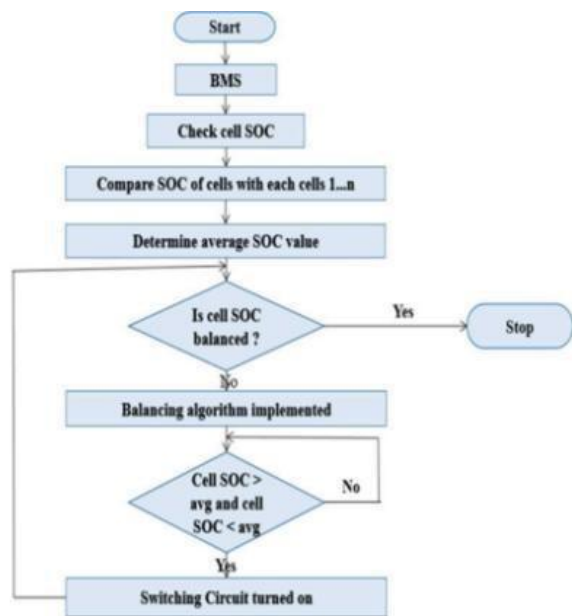 Start
BMS
Check cell SOC
Compare SOC of cells with each cells 1...n
Determine average SOC value
Is cell SOC
balanced ?
Yes
Stop
No
Balancing algorithm implemented
Cell SOC >
avg and cell
SOC < avg
No
Yes
Switching Circuit turned on